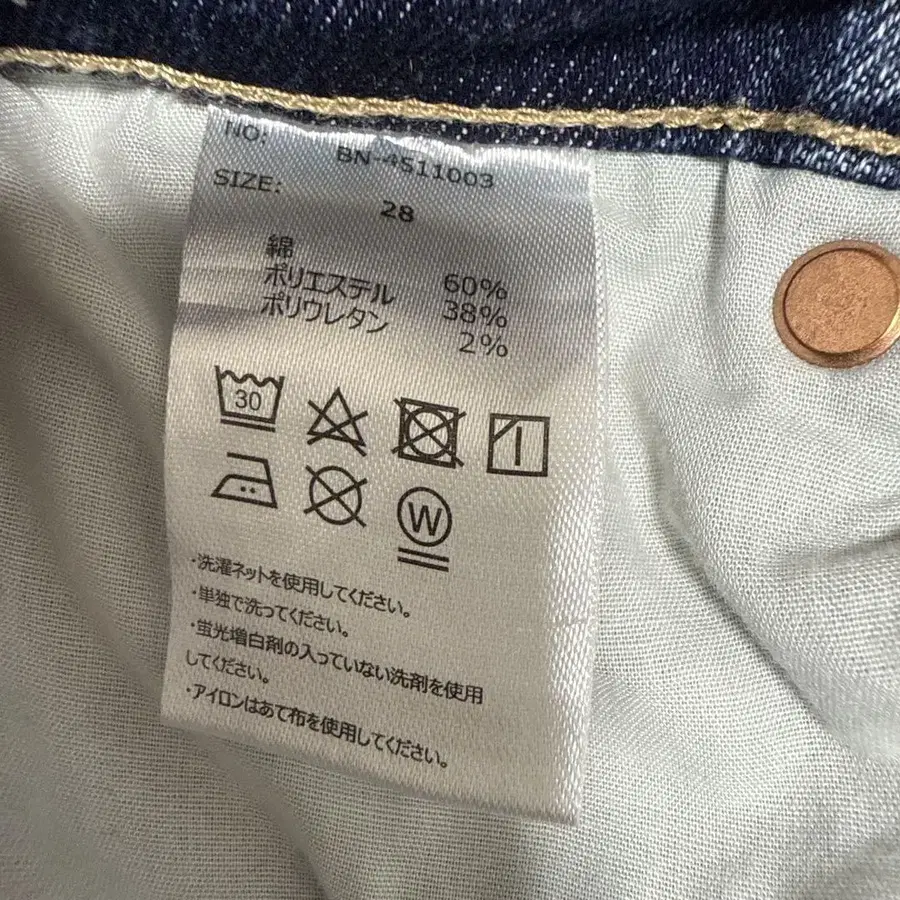 NO: BN-4511003
SIZE: 28
綿 60%
ポリエステル 38%
ポリウレタン 2%
30
W
・洗濯ネットを使用してください。
・単独で洗ってください。
・蛍光増白剤の入っていない洗剤を使用
してください。
・アイロンはあて布を使用してください。